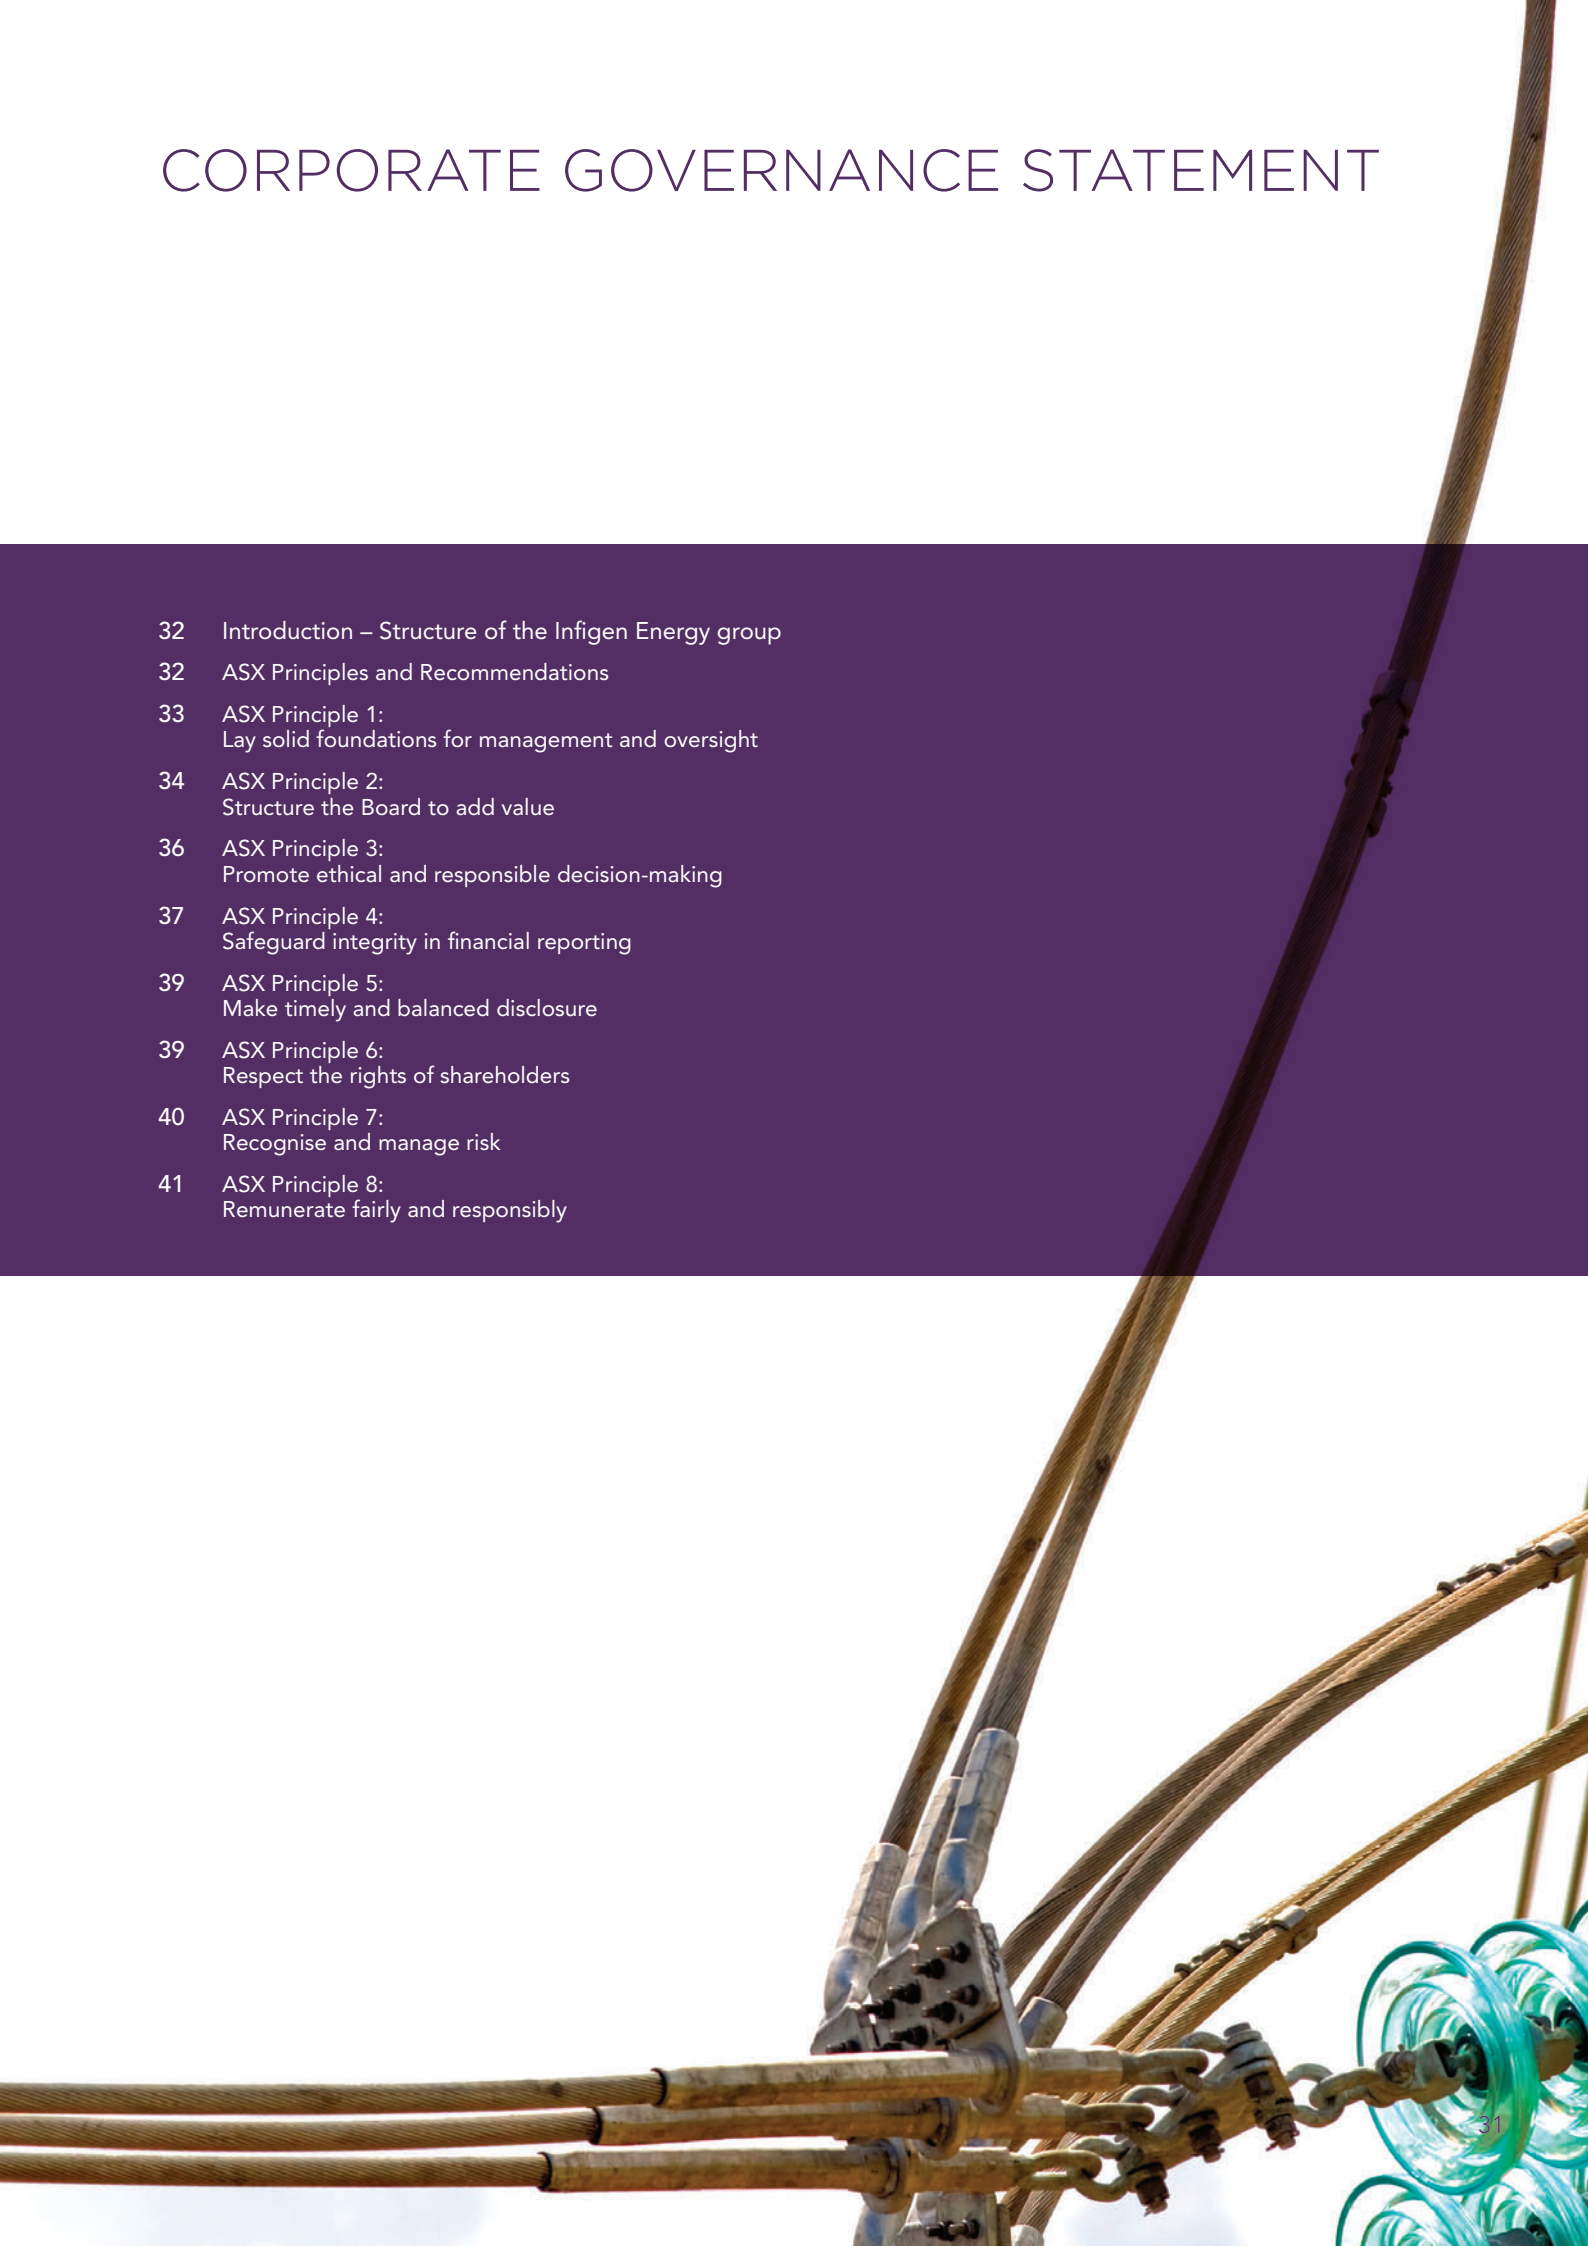 CORPORATE GOVERNANCE STATEMENT
32 Introduction – Structure of the Infigen Energy group
32 ASX Principles and Recommendations
33 ASX Principle 1:
Lay solid foundations for management and oversight
34 ASX Principle 2:
Structure the Board to add value
36 ASX Principle 3:
Promote ethical and responsible decision-making
37 ASX Principle 4:
Safeguard integrity in financial reporting
39 ASX Principle 5:
Make timely and balanced disclosure
39 ASX Principle 6:
Respect the rights of shareholders
40 ASX Principle 7:
Recognise and manage risk
41 ASX Principle 8:
Remunerate fairly and responsibly
31